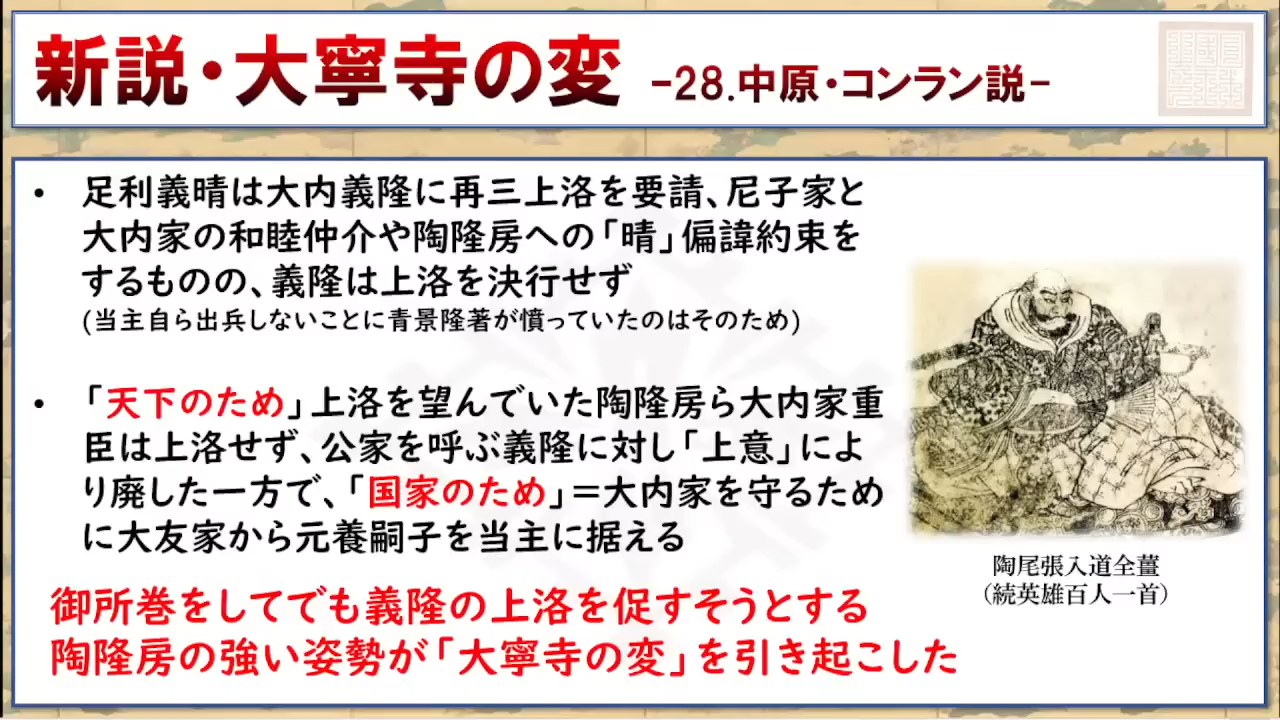 新説・大寧寺の変 -28.中原・コンラン説-
• 足利義晴は大内義隆に再三上洛を要請、尼子家と
大内家の和睦仲介や陶隆房への「晴」偏諱約束を
するものの、義隆は上洛を決行せず
(当主自ら出兵しないことに青景隆著が憤っていたのはそのため)
• 「天下のため」上洛を望んでいた陶隆房ら大内家重
臣は上洛せず、公家を呼ぶ義隆に対し「上意」によ
り廃した一方で、「国家のため」=大内家を守るため
に大友家から元養嗣子を当主に据える
御所巻をしてでも義隆の上洛を促すそうとする
陶隆房の強い姿勢が「大寧寺の変」を引き起こした
陶尾張入道全薑
(続英雄百人一首)